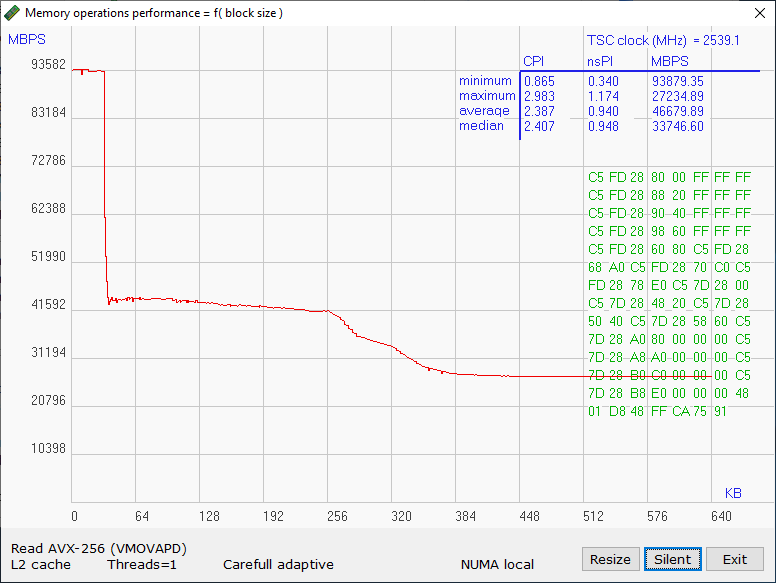 Memory operations performance = f( block size )
MBPS
TSC clock (MHz) = 2539.1
CPI nsPI MBPS
minimum 0.865 0.340 93879.35
maximum 2.983 1.174 27234.89
average 2.387 0.940 46679.89
median 2.407 0.948 33746.60
93582
83184
72786
62388
51990
41592
31194
20796
10398
C5 FD 28 80 00 FF FF FF
C5 FD 28 88 20 FF FF FF
C5 FD 28 90 40 FF FF FF
C5 FD 28 98 60 FF FF FF
C5 FD 28 60 80 C5 FD 28
68 A0 C5 FD 28 70 C0 C5
FD 28 78 E0 C5 7D 28 00
C5 7D 28 48 20 C5 7D 28
50 40 C5 7D 28 58 60 C5
7D 28 A0 80 00 00 00 C5
7D 28 A8 A0 00 00 00 C5
7D 28 B0 C0 00 00 00 C5
7D 28 B8 E0 00 00 00 48
01 D8 48 FF CA 75 91
KB
0 64 128 192 256 320 384 448 512 576 640
Read AVX-256 (VMOVAPD)
L2 cache Threads=1 Carefull adaptive NUMA local
Resize Silent Exit